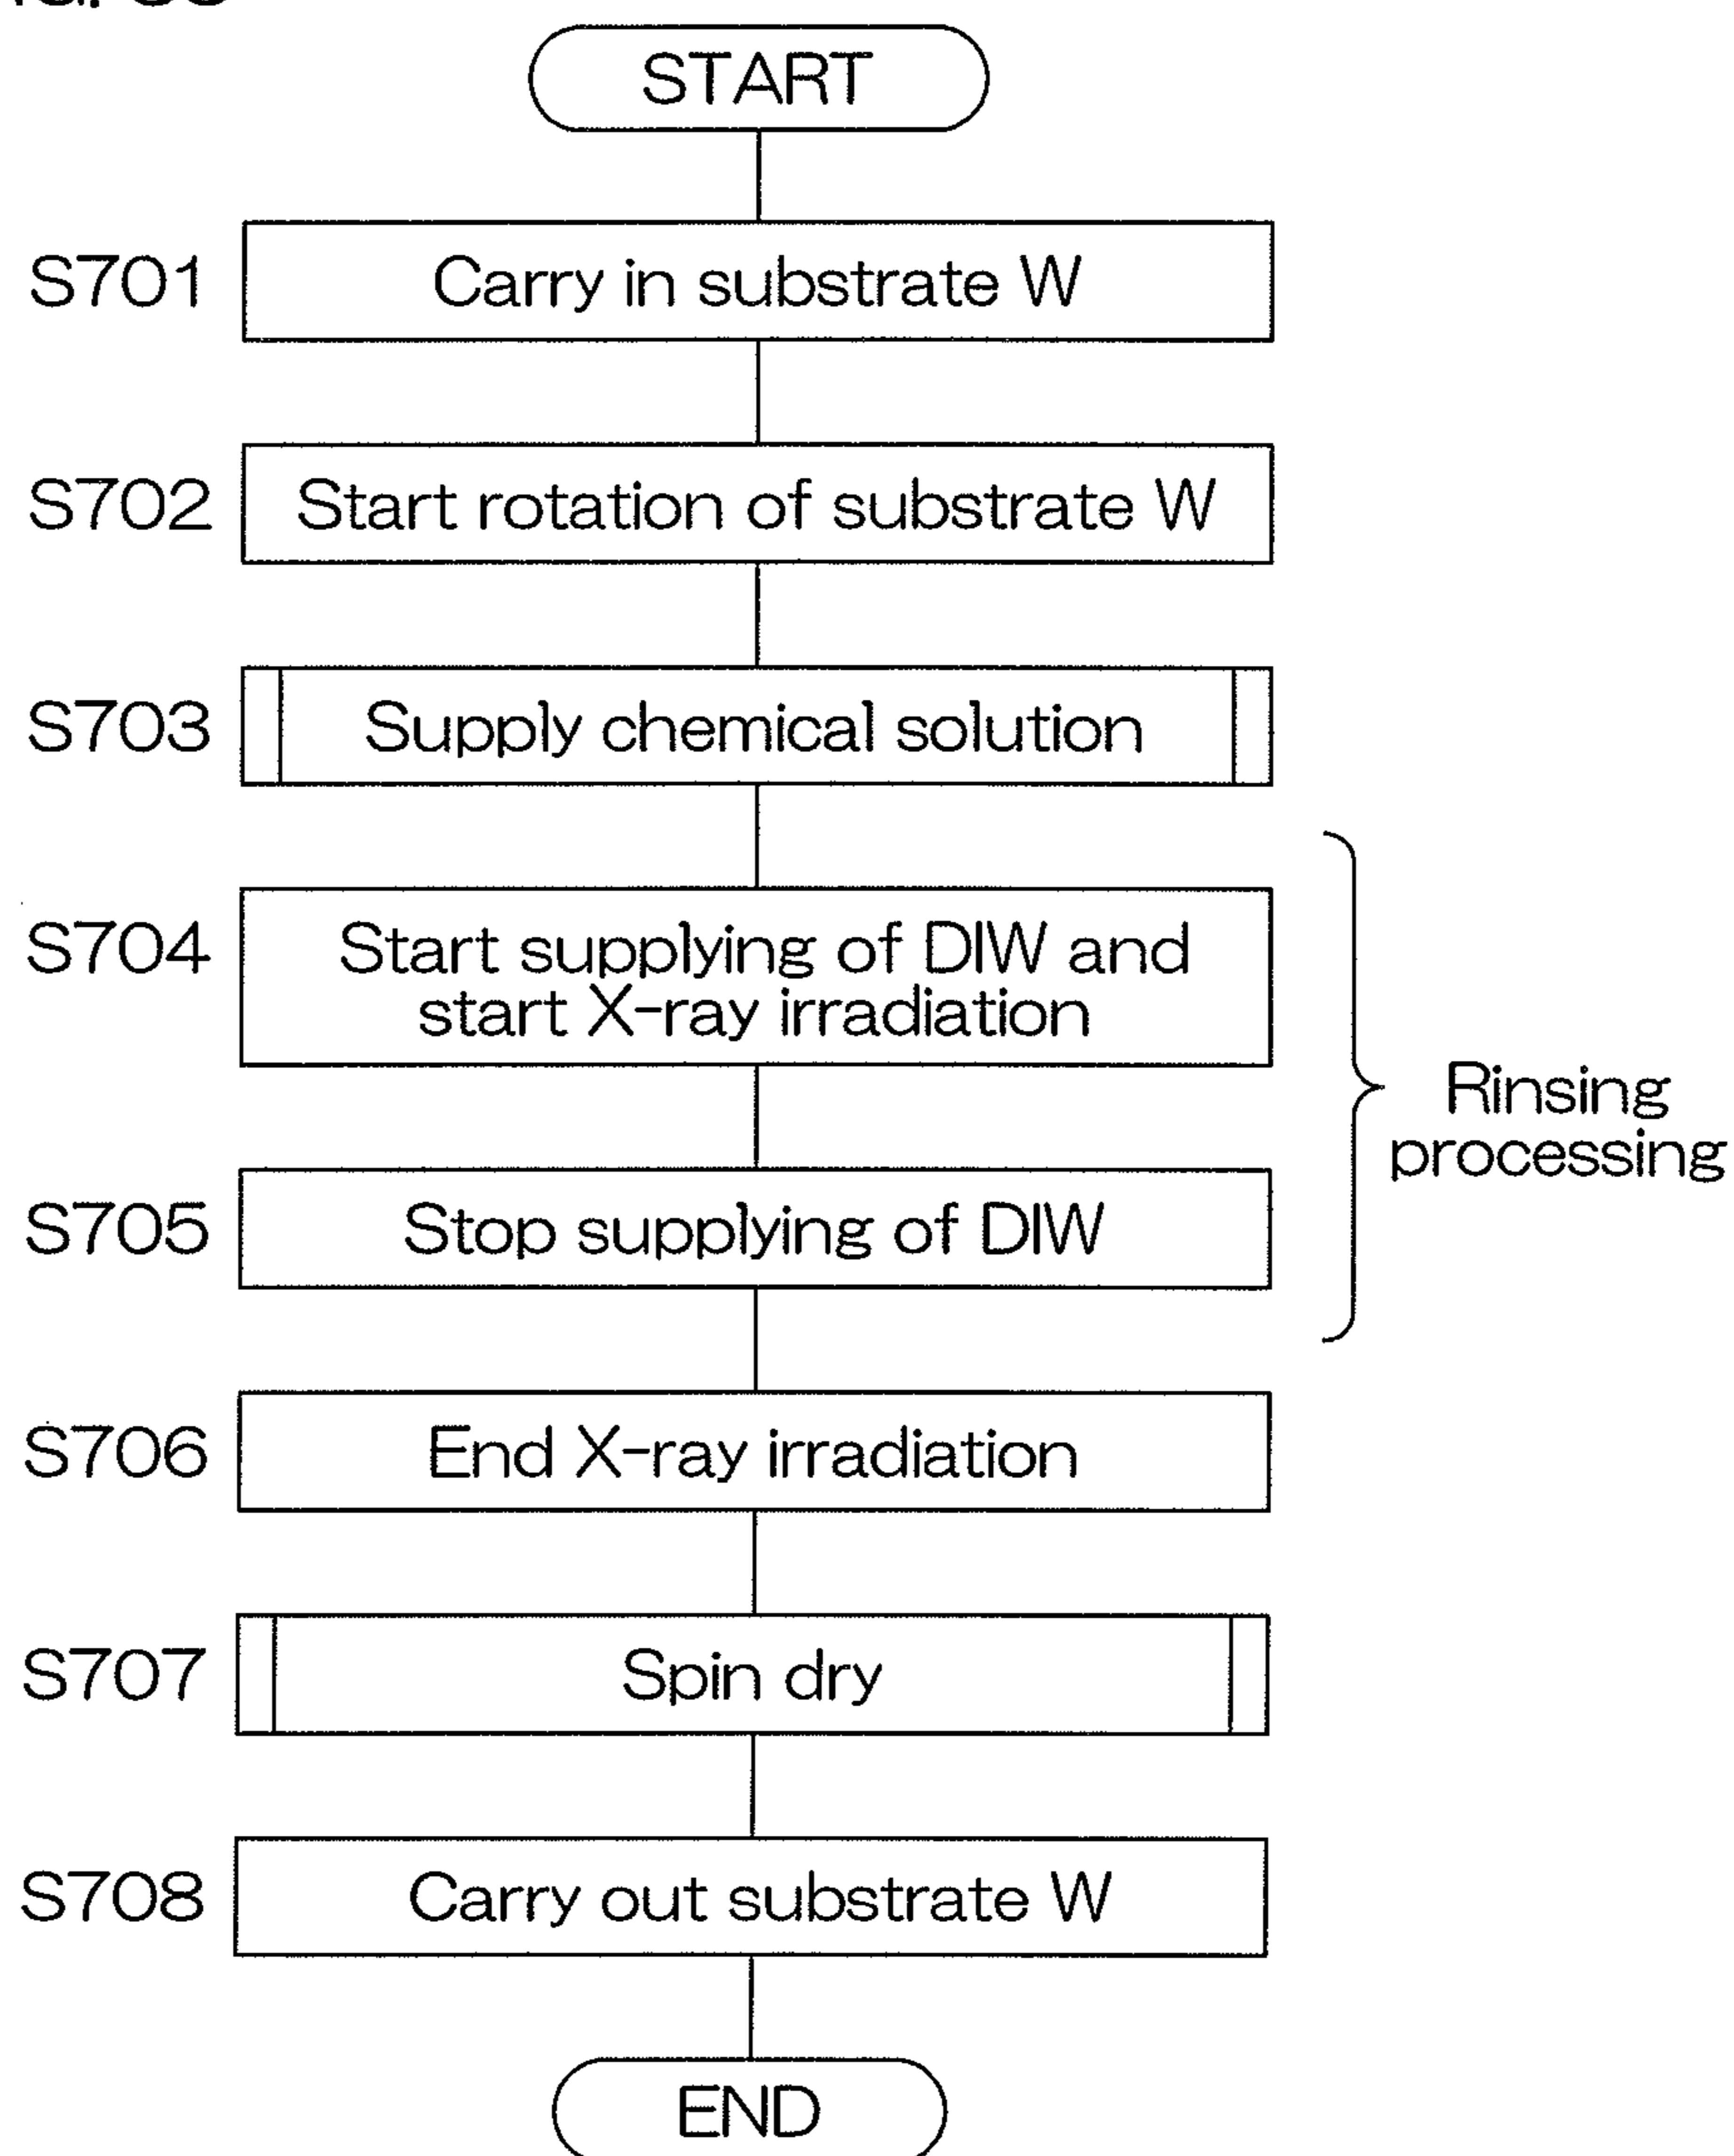 START
S701 Carry in substrate W
S702 Start rotation of substrate W
S703 Supply chemical solution
S704 Start supplying of DIW and
start X-ray irradiation
Rinsing
processing
S705 Stop supplying of DIW
S706 End X-ray irradiation
S707 Spin dry
S708 Carry out substrate W
END